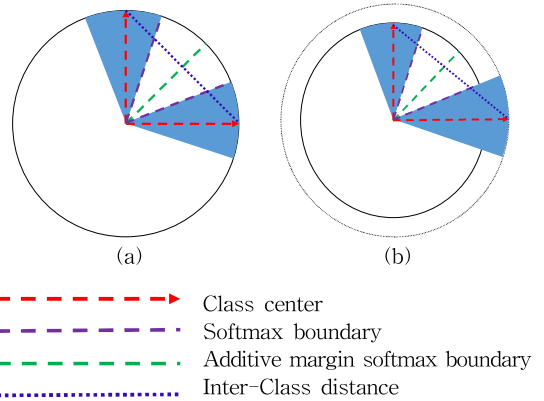 (a) (b)
Class center
Softmax boundary
Additive margin softmax boundary
Inter-Class distance